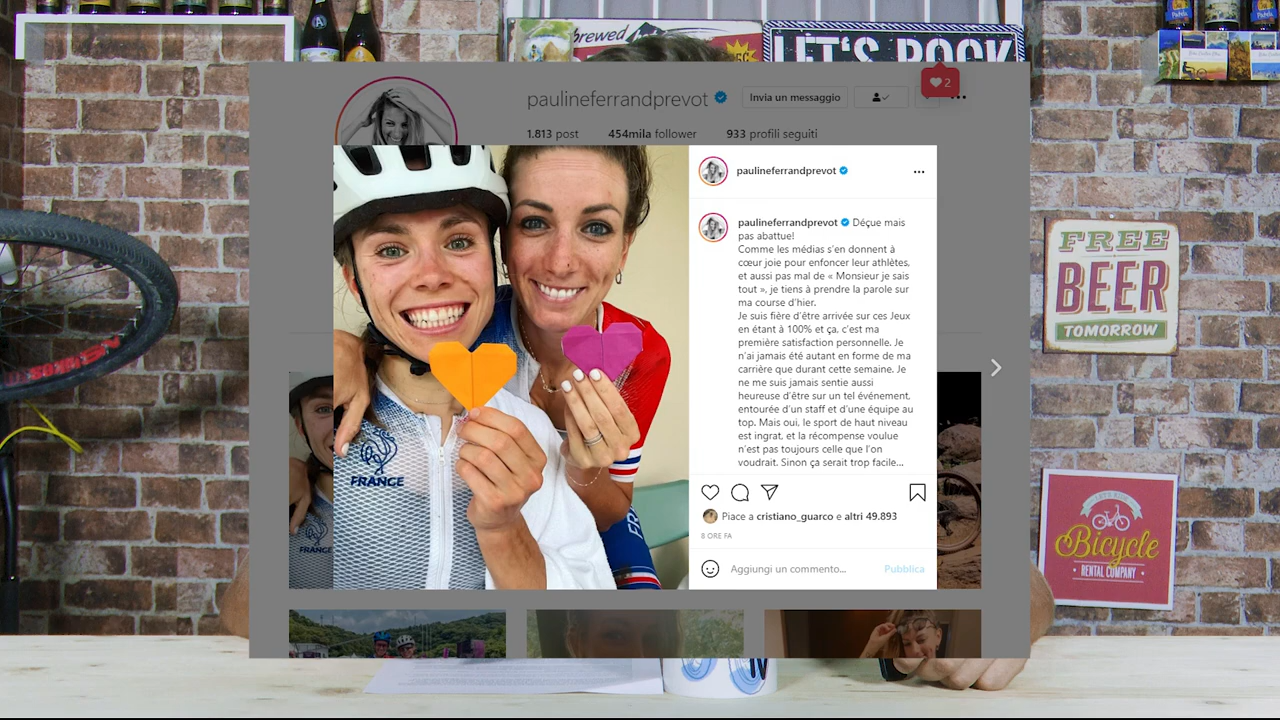 brewed
LET'S ROCK
paulineferrandprevot
Invia un messaggio
2
1.813 post 454mila follower 933 profili seguiti
paulineferrandprevot
paulineferrandprevot Déçue mais
pas abattue!
Comme les médias s'en donnent à
cœur joie pour enfoncer leur athlètes,
et aussi pas mal de « Monsieur je sais
tout », je tiens à prendre la parole sur
ma course d'hier.
Je suis fière d'être arrivée sur ces Jeux
en étant à 100% et ça, c'est ma
première satisfaction personnelle. Je
n'ai jamais été autant en forme de ma
carrière que durant cette semaine. Je
ne me suis jamais sentie aussi
heureuse d'être sur un tel événement,
entourée d'un staff et d'une équipe au
top. Mais oui, le sport de haut niveau
est ingrat, et la récompense voulue
n'est pas toujours celle que l'on
voudrait. Sinon ça serait trop facile...
Piace a cristiano_guarco e altri 49.893
8 ORE FA
Aggiungi un commento... Pubblica
FRANCE
FRANCE
FREE
BEER
TOMORROW
LET'S RIDE
Bicycle
RENTAL COMPANY